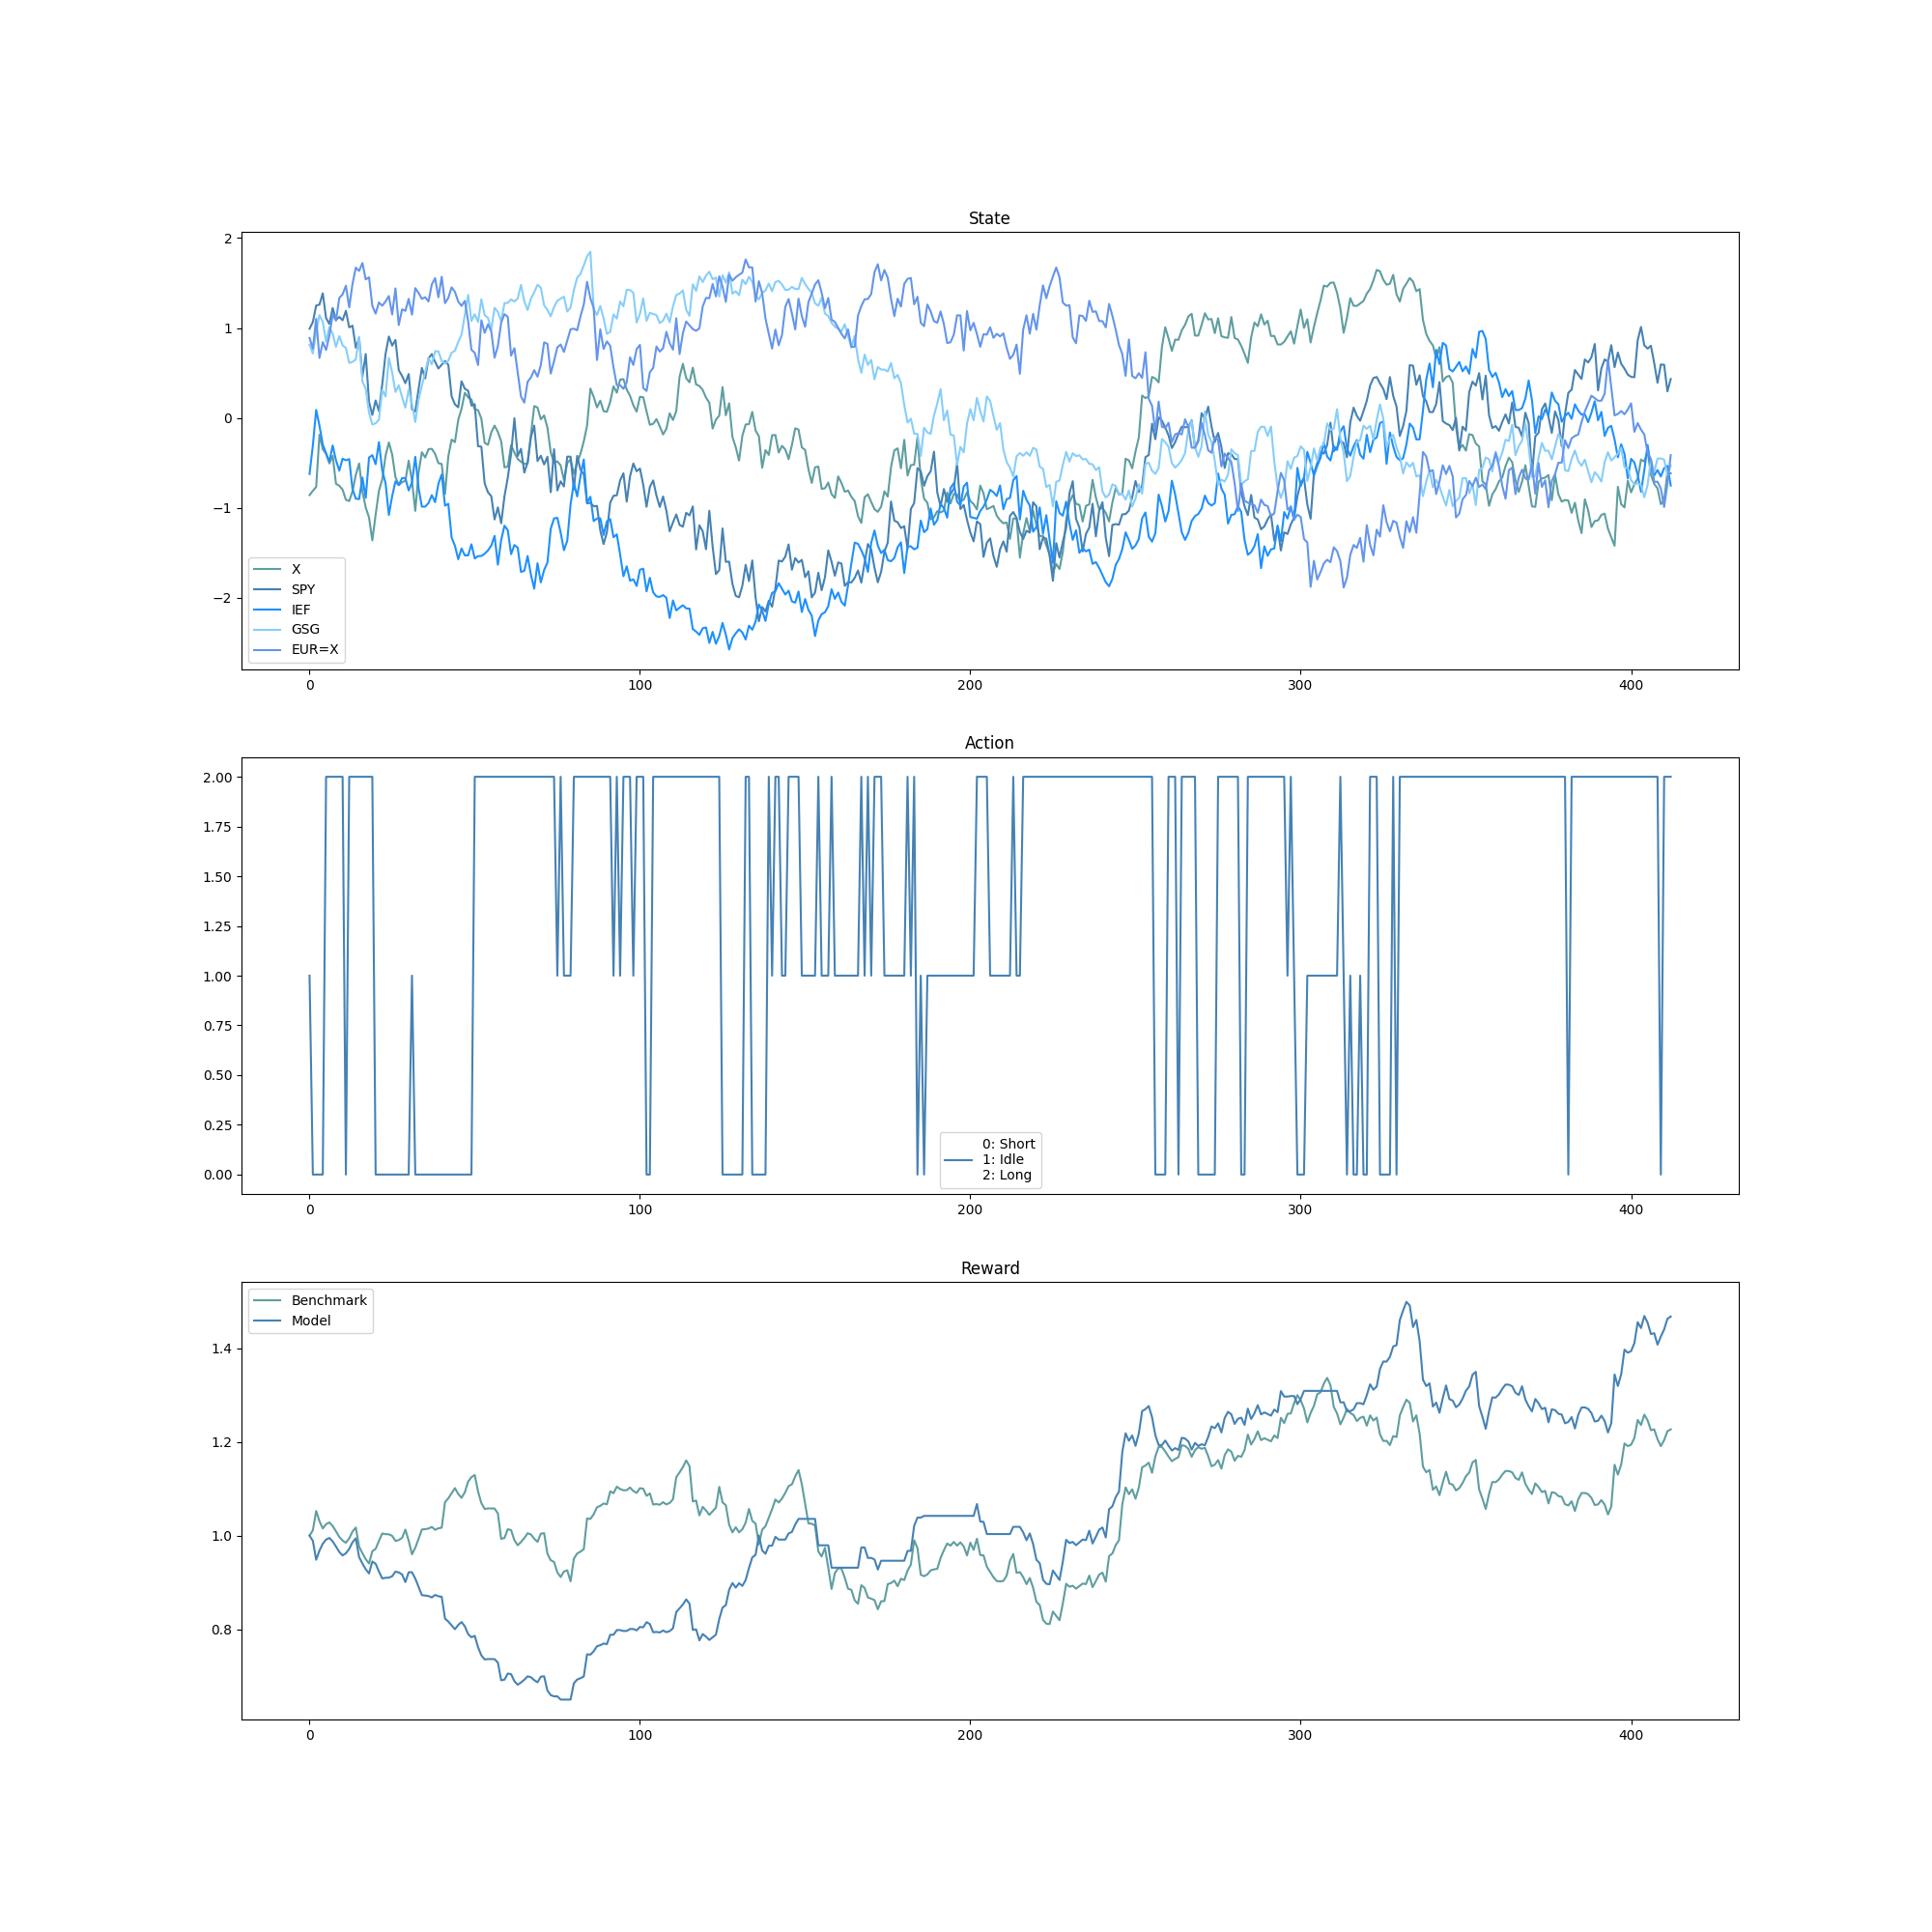 State
2
1
0
−1
−2
X
SPY
IEF
GSG
EUR=X
0 100 200 300 400
Action
2.00
1.75
1.50
1.25
1.00
0.75
0.50
0.25
0.00
0: Short
1: Idle
2: Long
0 100 200 300 400
Reward
Benchmark
Model
1.4
1.2
1.0
0.8
0 100 200 300 400